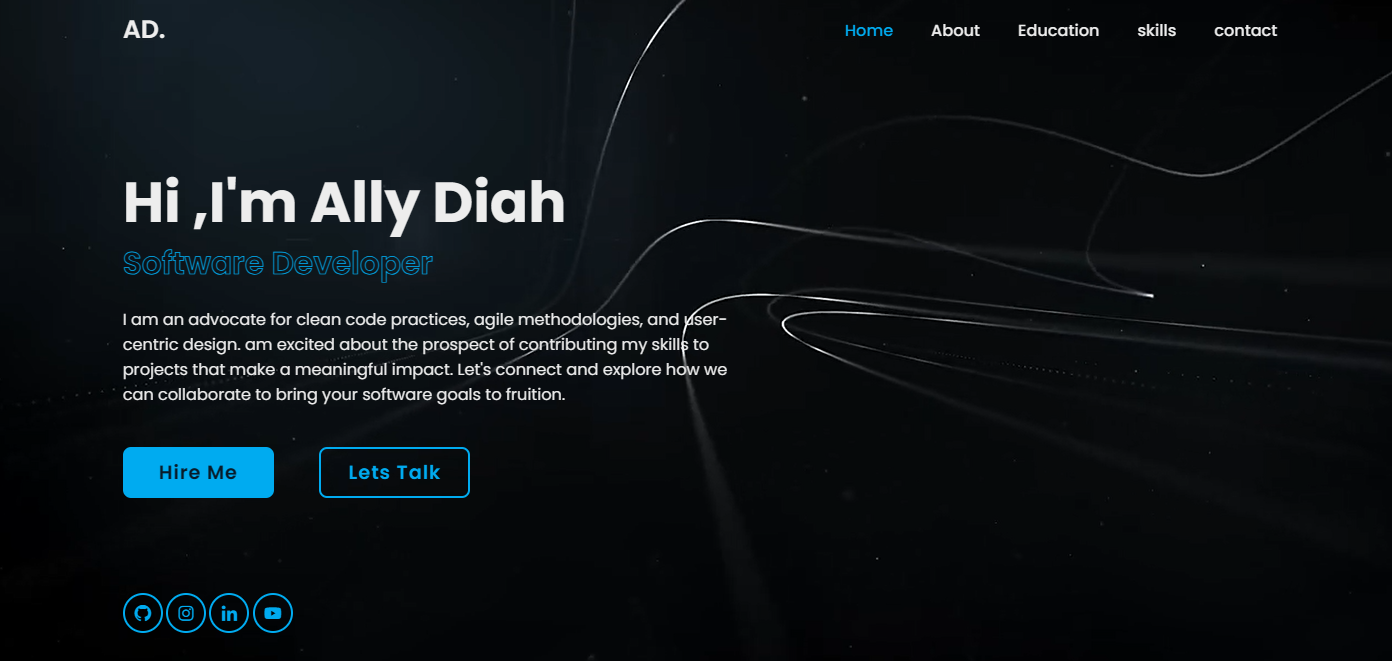 AD.
Home About Education skills contact
Hi ,I'm Ally Diah
Software Developer
I am an advocate for clean code practices, agile methodologies, and user-
centric design. am excited about the prospect of contributing my skills to
projects that make a meaningful impact. Let's connect and explore how we
can collaborate to bring your software goals to fruition.
Hire Me
Lets Talk
in